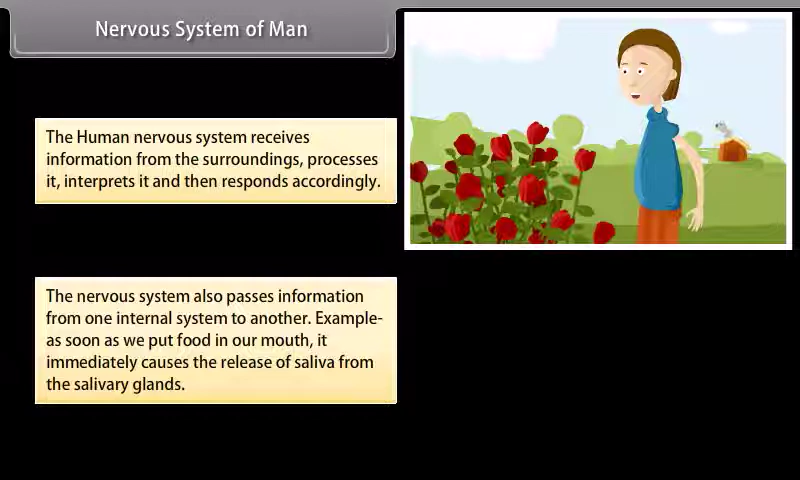 Nervous System of Man
The Human nervous system receives
information from the surroundings, processes
it, interprets it and then responds accordingly.
The nervous system also passes information
from one internal system to another. Example-
as soon as we put food in our mouth, it
immediately causes the release of saliva from
the salivary glands.